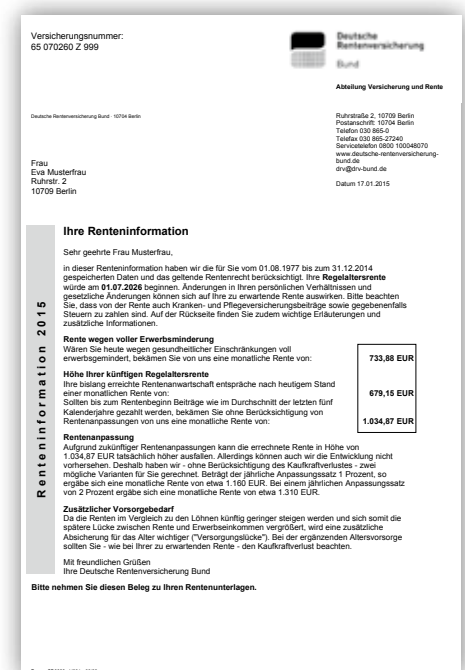 Versicherungsnummer:
65 070260 Z 999
Deutsche
Rentenversicherung
Bund
Abteilung Versicherung und Rente
Deutsche Rentenversicherung Bund · 10704 Berlin
Ruhrstraße 2, 10709 Berlin
Postanschrift: 10704 Berlin
Telefon 030 865-0
Telefax 030 865-27240
Servicetelefon 0800 100048070
www.deutsche-rentenversicherung-
bund.de
drv@drv-bund.de
Datum 17.01.2015
Frau
Eva Musterfrau
Ruhrstr. 2
10709 Berlin
Renteninformation 2015
Ihre Renteninformation
Sehr geehrte Frau Musterfrau,
in dieser Renteninformation haben wir die für Sie vom 01.08.1977 bis zum 31.12.2014
gespeicherten Daten und das geltende Rentenrecht berücksichtigt. Ihre Regelaltersrente
würde am 01.07.2026 beginnen. Änderungen in Ihren persönlichen Verhältnissen und
gesetzliche Änderungen können sich auf Ihre zu erwartende Rente auswirken. Bitte beachten
Sie, dass von der Rente auch Kranken- und Pflegeversicherungsbeiträge sowie gegebenenfalls
Steuern zu zahlen sind. Auf der Rückseite finden Sie zudem wichtige Erläuterungen und
zusätzliche Informationen.
Rente wegen voller Erwerbsminderung
Wären Sie heute wegen gesundheitlicher Einschränkungen voll
erwerbsgemindert, bekämen Sie von uns eine monatliche Rente von: 733,88 EUR
Höhe Ihrer künftigen Regelaltersrente
Ihre bislang erreichte Rentenanwartschaft entspräche nach heutigem Stand
einer monatlichen Rente von: 679,15 EUR
Sollten bis zum Rentenbeginn Beiträge wie im Durchschnitt der letzten fünf
Kalenderjahre gezahlt werden, bekämen Sie ohne Berücksichtigung von
Rentenanpassungen von uns eine monatliche Rente von: 1.034,87 EUR
Rentenanpassung
Aufgrund zukünftiger Rentenanpassungen kann die errechnete Rente in Höhe von
1.034,87 EUR tatsächlich höher ausfallen. Allerdings können auch wir die Entwicklung nicht
vorhersehen. Deshalb haben wir - ohne Berücksichtigung des Kaufkraftverlustes - zwei
mögliche Varianten für Sie gerechnet. Beträgt der jährliche Anpassungssatz 1 Prozent, so
ergäbe sich eine monatliche Rente von etwa 1.160 EUR. Bei einem jährlichen Anpassungssatz
von 2 Prozent ergäbe sich eine monatliche Rente von etwa 1.310 EUR.
Zusätzlicher Vorsorgebedarf
Da die Renten im Vergleich zu den Löhnen künftig geringer steigen werden und sich somit die
spätere Lücke zwischen Rente und Erwerbseinkommen vergrößert, wird eine zusätzliche
Absicherung für das Alter wichtiger ("Versorgungslücke"). Bei der ergänzenden Altersvorsorge
sollten Sie - wie bei Ihrer zu erwartenden Rente - den Kaufkraftverlust beachten.
Mit freundlichen Grüßen
Ihre Deutsche Rentenversicherung Bund
Bitte nehmen Sie diesen Beleg zu Ihren Rentenunterlagen.